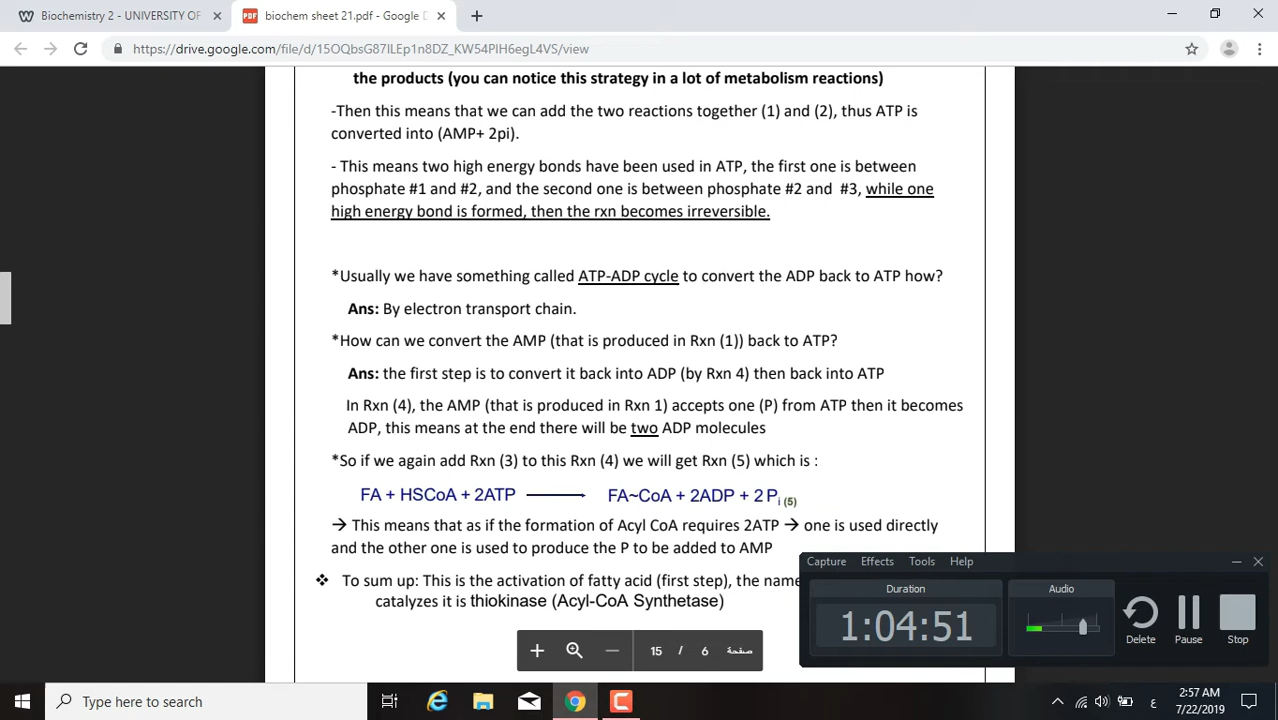 Biochemistry 2 - UNIVERSITY OF
biochem sheet 21.pdf - Google D
https://drive.google.com/file/d/15OQbsG87ILEp1n8DZ_KW54PIH6egL4VS/view
the products (you can notice this strategy in a lot of metabolism reactions)
-Then this means that we can add the two reactions together (1) and (2), thus ATP is
converted into (AMP+ 2pi).
- This means two high energy bonds have been used in ATP, the first one is between
phosphate #1 and #2, and the second one is between phosphate #2 and #3, while one
high energy bond is formed, then the rxn becomes irreversible.
*Usually we have something called ATP-ADP cycle to convert the ADP back to ATP how?
Ans: By electron transport chain.
*How can we convert the AMP (that is produced in Rxn (1)) back to ATP?
Ans: the first step is to convert it back into ADP (by Rxn 4) then back into ATP
In Rxn (4), the AMP (that is produced in Rxn 1) accepts one (P) from ATP then it becomes
ADP, this means at the end there will be two ADP molecules
*So if we again add Rxn (3) to this Rxn (4) we will get Rxn (5) which is :
FA + HSCoA + 2ATP → FA~CoA + 2ADP + 2 Pi (5)
→ This means that as if the formation of Acyl CoA requires 2ATP → one is used directly
and the other one is used to produce the P to be added to AMP
❖ To sum up: This is the activation of fatty acid (first step), the name
catalyzes it is thiokinase (Acyl-CoA Synthetase)
Capture Effects Tools Help
Duration
Audio
1:04:51
Delete
Pause
Stop
15 / 6 صفحة
Type here to search
ع
2:57 AM
7/22/2019